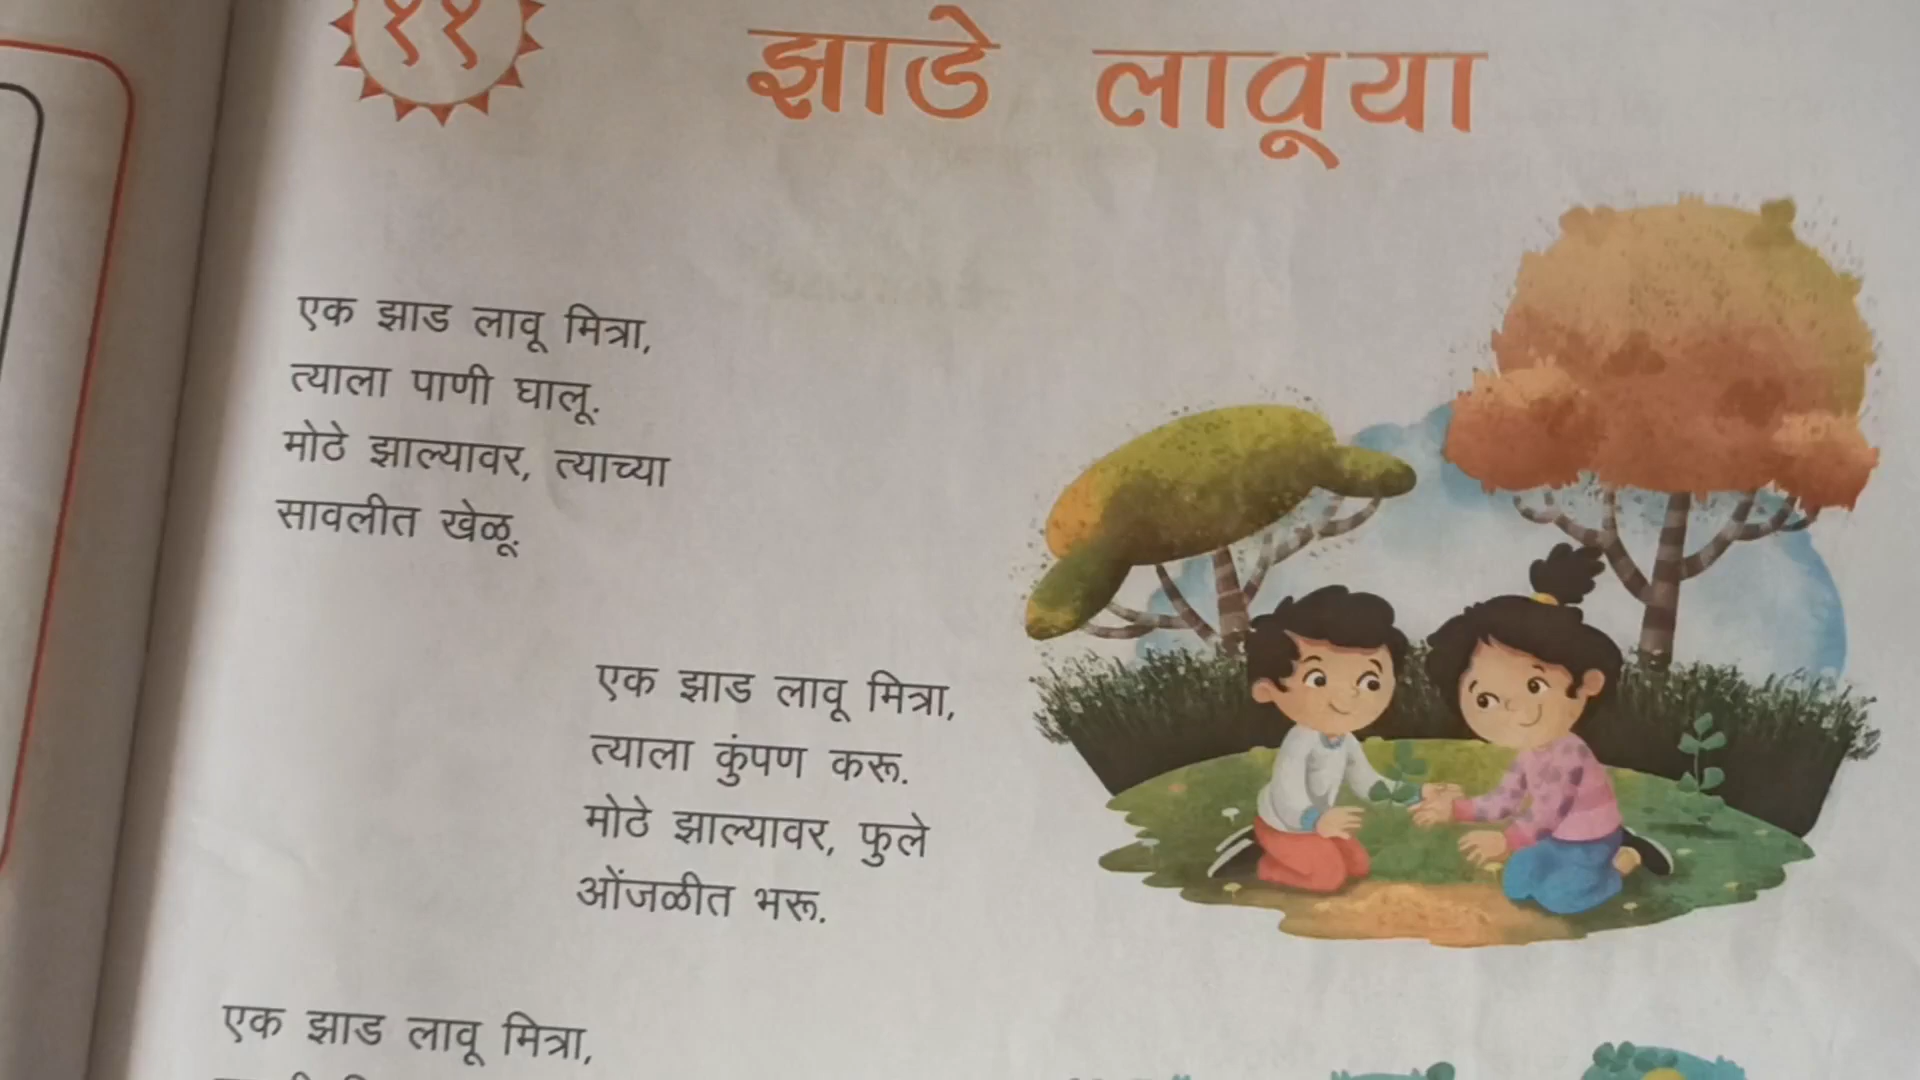 ११
झाडे लावूया
एक झाड लावू मित्रा,
त्याला पाणी घालू.
मोठे झाल्यावर, त्याच्या
सावलीत खेळू.
एक झाड लावू मित्रा,
त्याला कुंपण करू.
मोठे झाल्यावर, फुले
ओंजळीत भरू.
एक झाड लावू मित्रा,